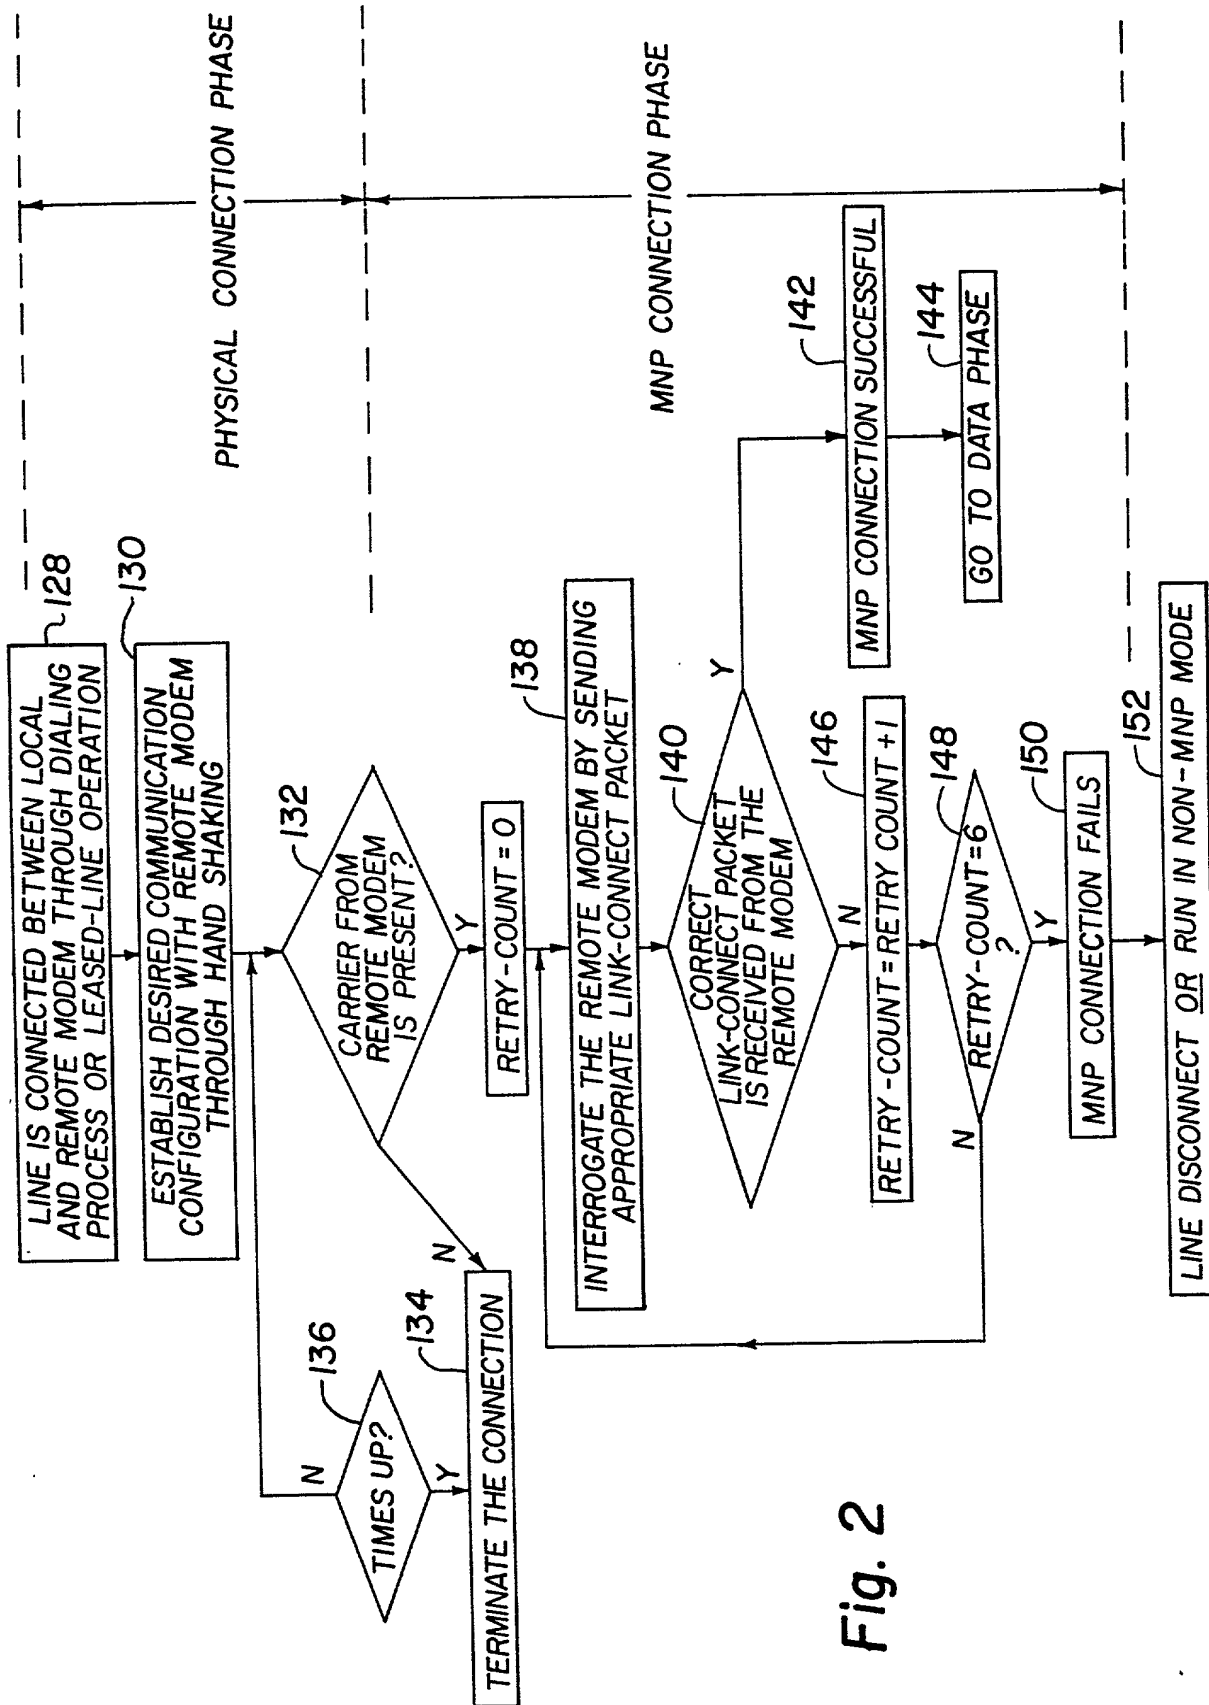 LINE IS CONNECTED BETWEEN LOCAL
AND REMOTE MODEM THROUGH DIALING
PROCESS OR LEASED-LINE OPERATION
128
ESTABLISH DESIRED COMMUNICATION
CONFIGURATION WITH REMOTE MODEM
THROUGH HAND SHAKING
130
PHYSICAL CONNECTION PHASE
CARRIER FROM
REMOTE MODEM
IS PRESENT?
132
N
Y
TIMES UP?
136
N
Y
TERMINATE THE CONNECTION
134
RETRY-COUNT = 0
MNP CONNECTION PHASE
INTERROGATE THE REMOTE MODEM BY SENDING
APPROPRIATE LINK-CONNECT PACKET
138
CORRECT
LINK-CONNECT PACKET
IS RECEIVED FROM THE
REMOTE MODEM
140
Y
N
MNP CONNECTION SUCCESSFUL
142
GO TO DATA PHASE
144
RETRY-COUNT = RETRY COUNT +1
146
RETRY-COUNT=6
?
148
N
Y
MNP CONNECTION FAILS
150
LINE DISCONNECT OR RUN IN NON-MNP MODE
152
Fig. 2